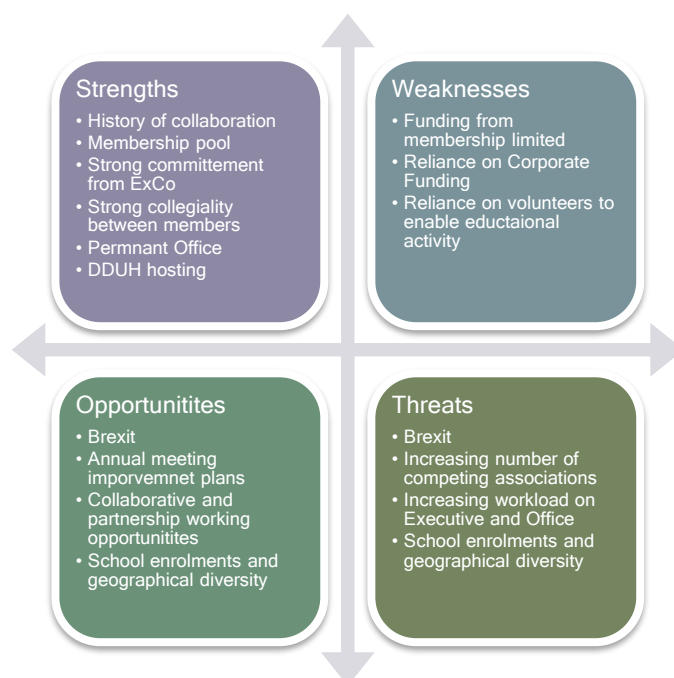 Strengths
• History of collaboration
• Membership pool
• Strong committement
from ExCo
• Strong collegiality
between members
• Permnant Office
• DDUH hosting
Weaknesses
• Funding from
membership limited
• Reliance on Corporate
Funding
• Reliance on volunteers to
enable eductaional
activity
Opportunitites
• Brexit
• Annual meeting
imporvemnet plans
• Collaborative and
partnership working
opportunitites
• School enrolments and
geographical diversity
Threats
• Brexit
• Increasing number of
competing associations
• Increasing workload on
Executive and Office
• School enrolments and
geographical diversity